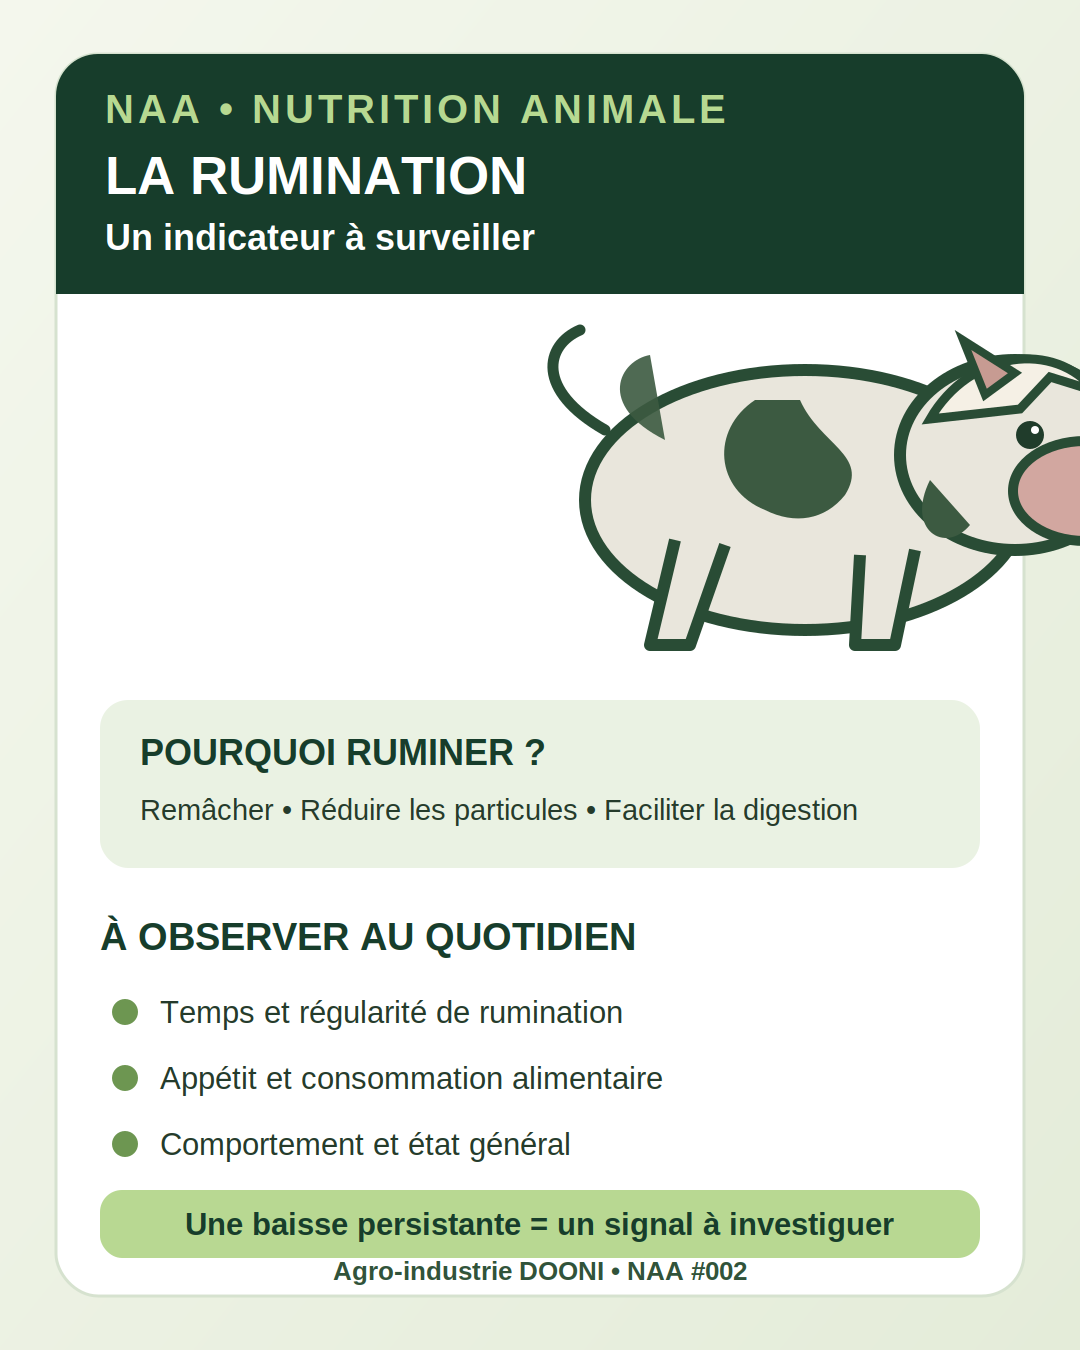 NAA • NUTRITION ANIMALE
LA RUMINATION
Un indicateur à surveiller
POURQUOI RUMINER ?
Remâcher • Réduire les particules • Faciliter la digestion
À OBSERVER AU QUOTIDIEN
Temps et régularité de rumination
Appétit et consommation alimentaire
Comportement et état général
Une baisse persistante = un signal à investiguer
Agro-industrie DOONI • NAA #002